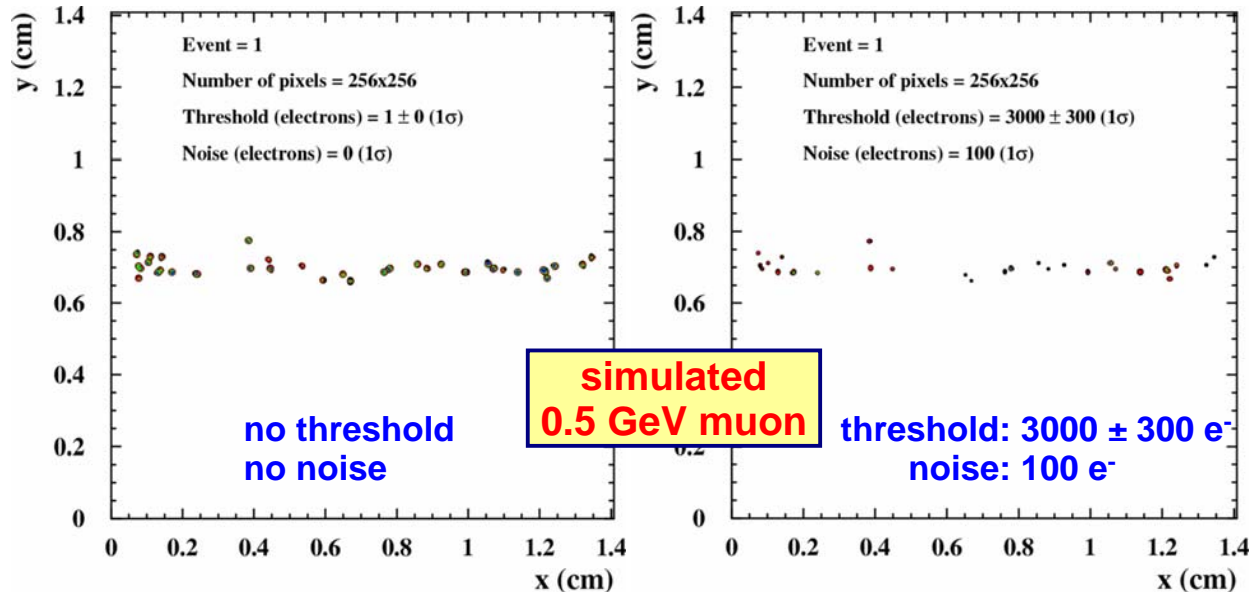 y (cm)
1.4
1.2
1
0.8
0.6
0.4
0.2
0
Event = 1
Number of pixels = 256x256
Threshold (electrons) = 1 ± 0 (1σ)
Noise (electrons) = 0 (1σ)
no threshold
no noise
0 0.2 0.4 0.6 0.8 1 1.2 1.4
x (cm)
simulated
0.5 GeV muon
y (cm)
1.4
1.2
1
0.8
0.6
0.2
0
Event = 1
Number of pixels = 256x256
Threshold (electrons) = 3000 ± 300 (1σ)
Noise (electrons) = 100 (1σ)
threshold: 3000 ± 300 e-
noise: 100 e-
0 0.2 0.4 0.6 0.8 1 1.2 1.4
x (cm)